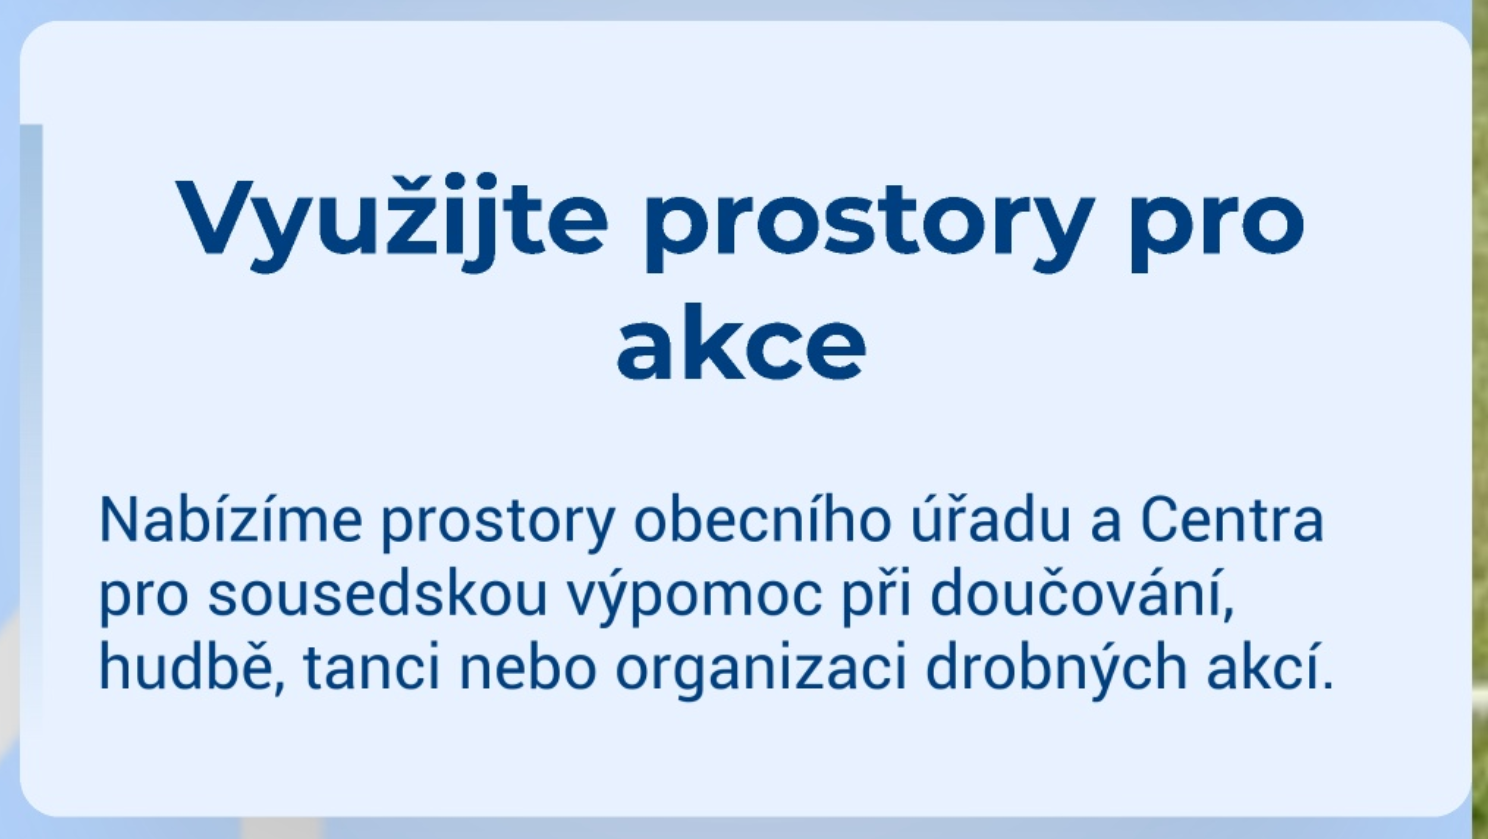 Využijte prostory pro
akce
Nabízíme prostory obecního úřadu a Centra
pro sousedskou výpomoc při doučování,
hudbě, tanci nebo organizaci drobných akcí.